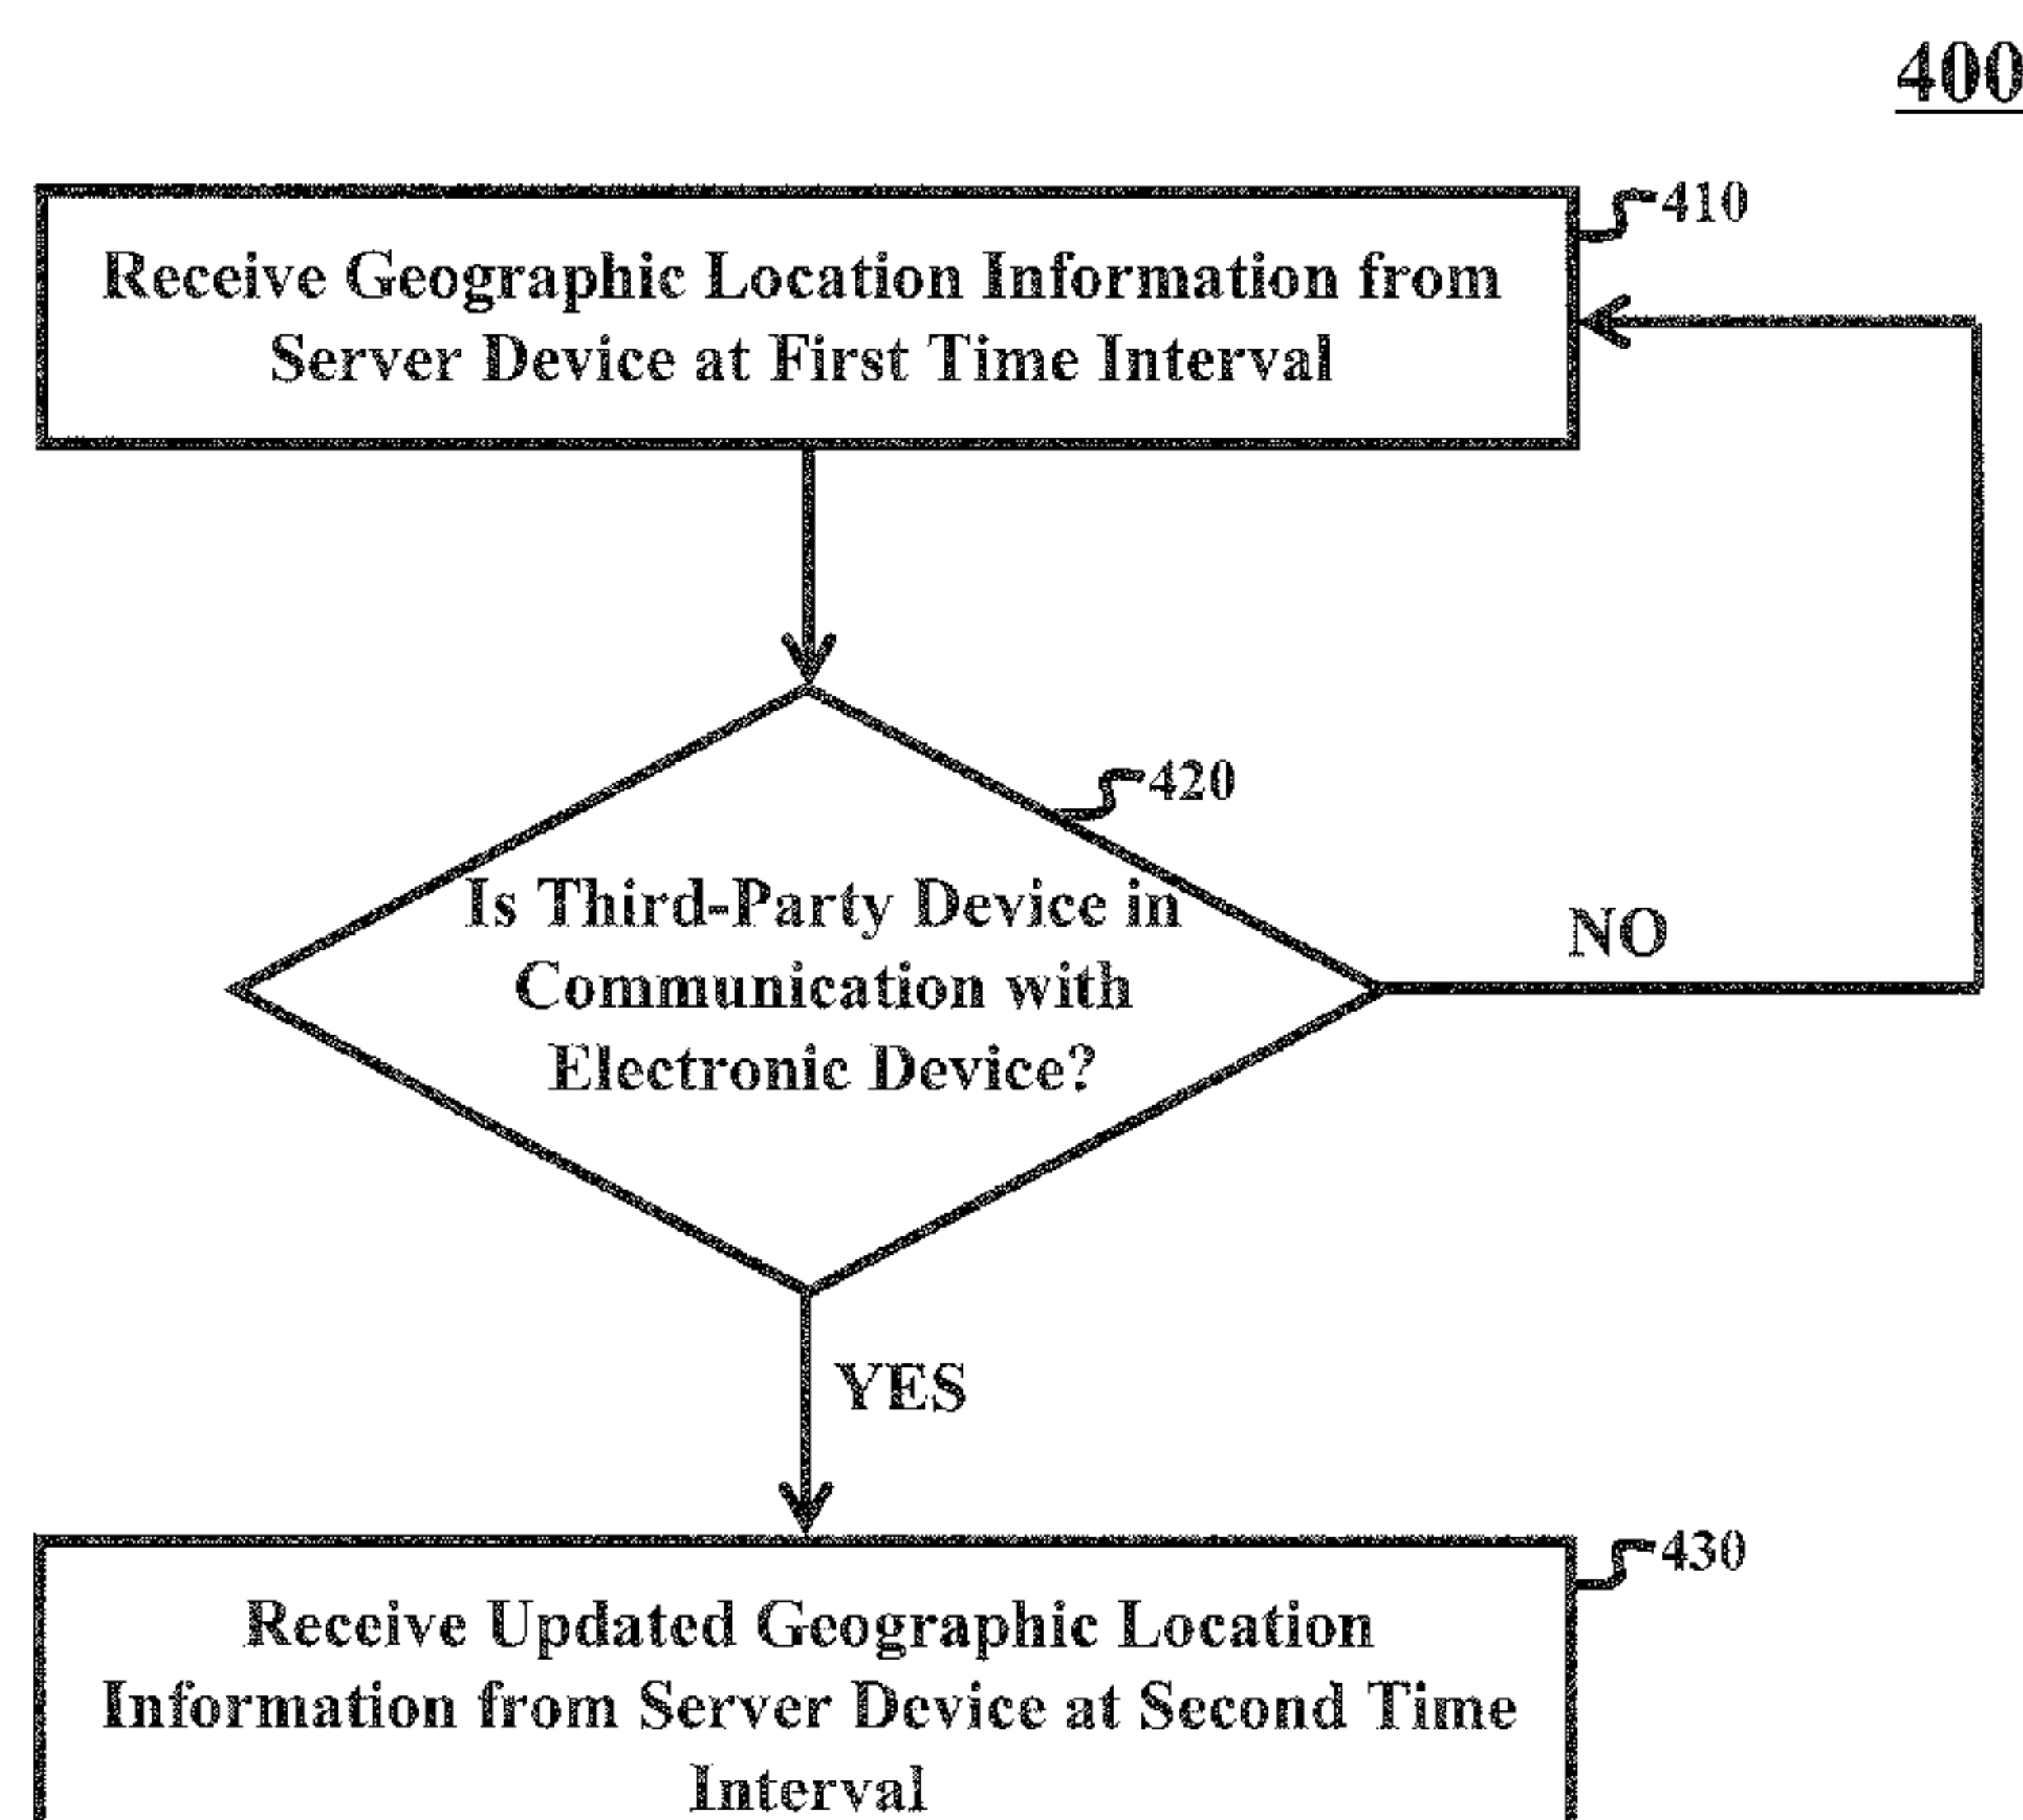 400
410
Receive Geographic Location Information from
Server Device at First Time Interval
420
Is Third-Party Device in
Communication with
Electronic Device?
NO
YES
430
Receive Updated Geographic Location
Information from Server Device at Second Time
Interval